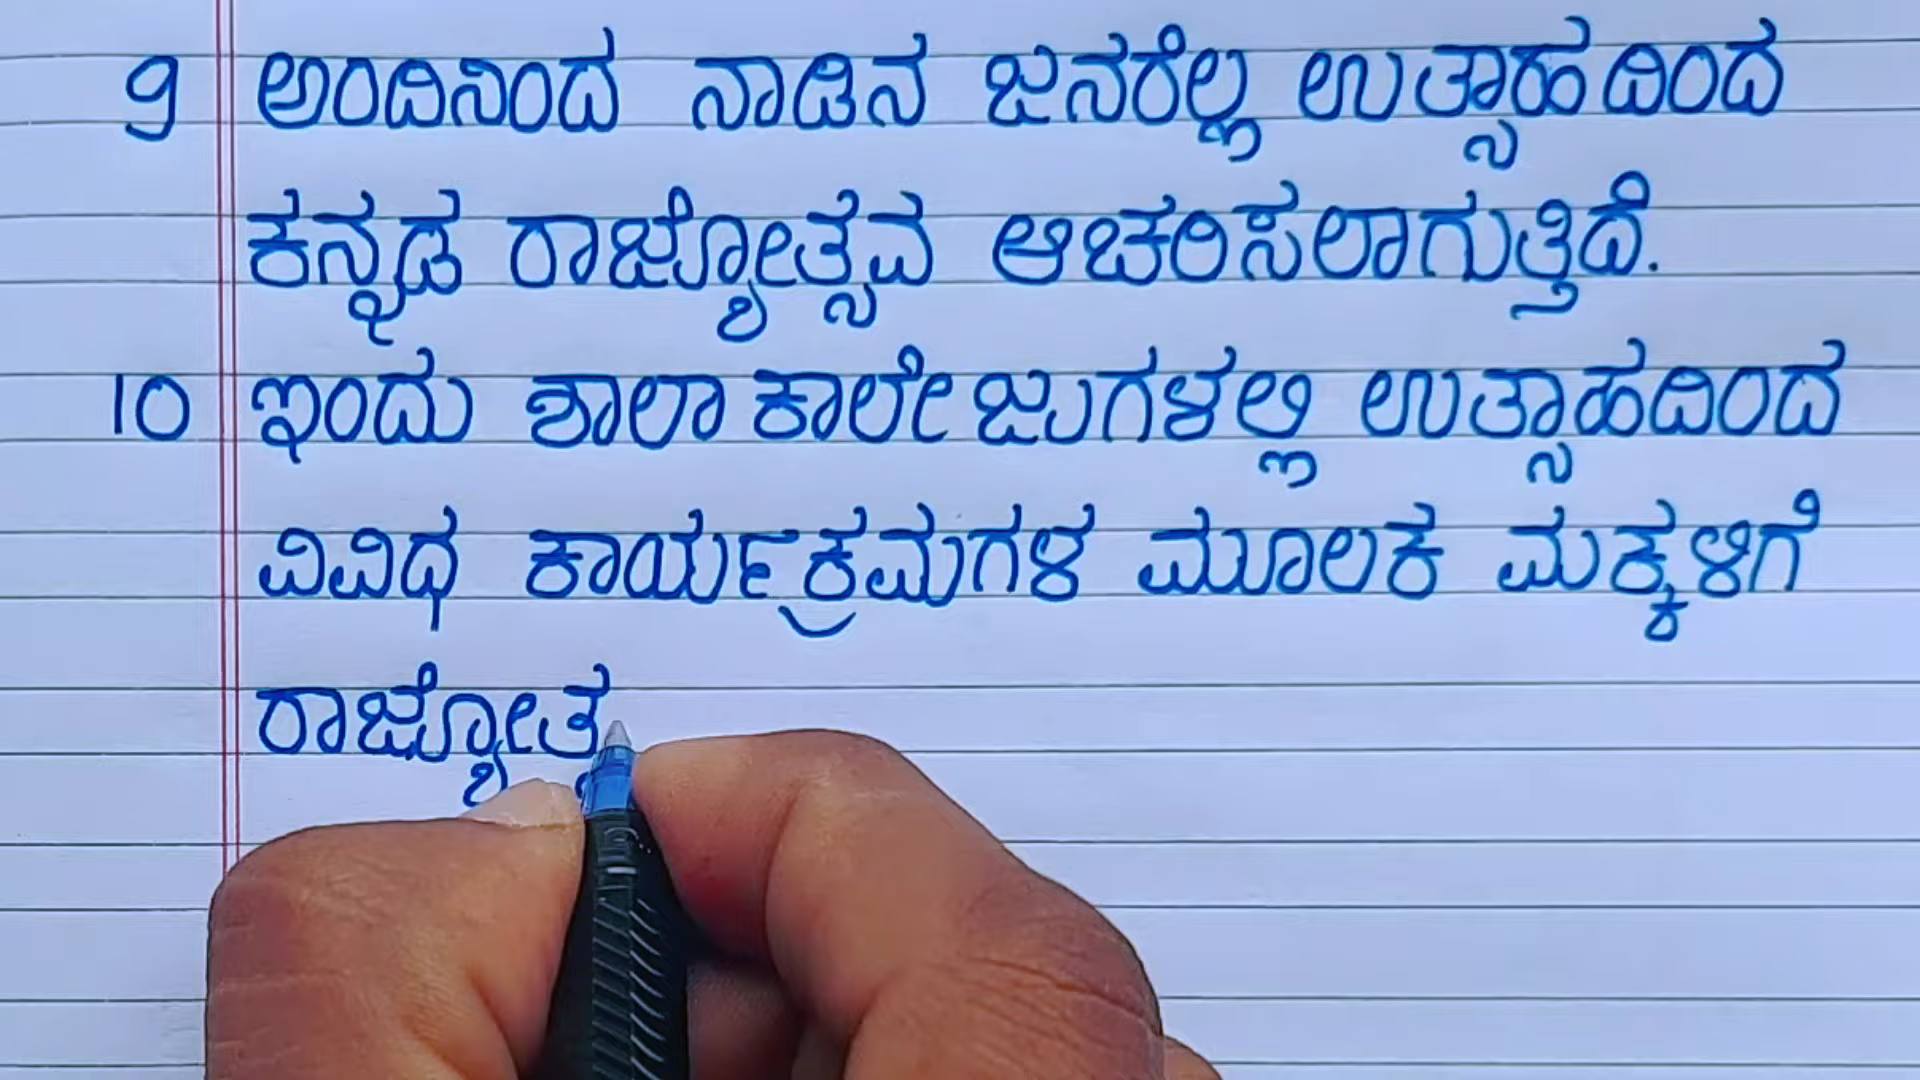 9 ಅಂದಿನಿಂದ ನಾಡಿನ ಜನರೆಲ್ಲ ಉತ್ಸಾಹದಿಂದ
ಕನ್ನಡ ರಾಜ್ಯೋತ್ಸವ ಆಚರಿಸಲಾಗುತ್ತಿದೆ.
10 ಇಂದು ಶಾಲಾ ಕಾಲೇಜುಗಳಲ್ಲಿ ಉತ್ಸಾಹದಿಂದ
ವಿವಿಧ ಕಾರ್ಯಕ್ರಮಗಳ ಮೂಲಕ ಮಕ್ಕಳಿಗೆ